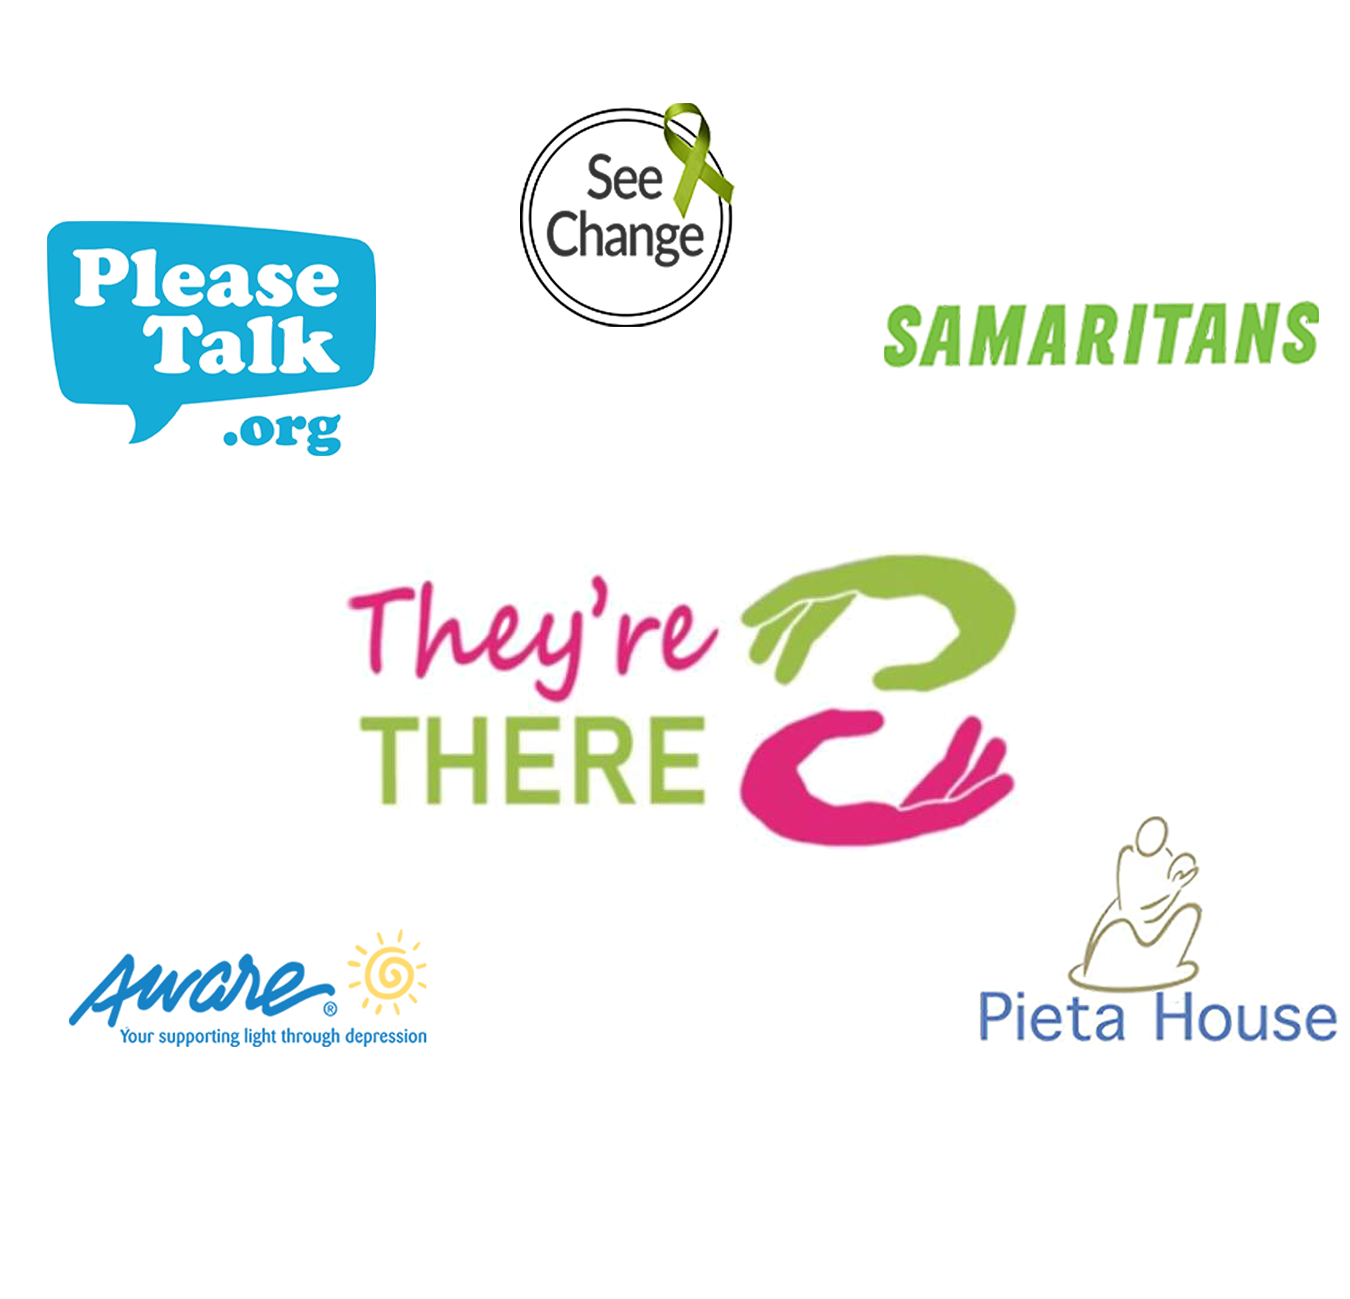 See
Change
Please
Talk
.org
SAMARITANS
They're
THERE
Aware®
Your supporting light through depression
Pieta House